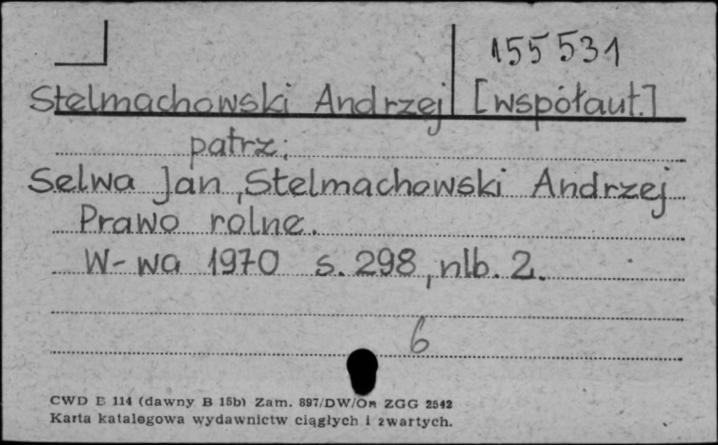 155531
Stelmachowski Andrzej [współaut.]
patrz:
Selwa Jan, Stelmachowski Andrzej
Prawo rolne.
W-wa 1970 s. 298, nlb. 2.
6
CWD E 114 (dawny B 15b) Zam. 897/DW/Om ZGG 2542
Karta katalogowa wydawnictw ciągłych i zwartych.